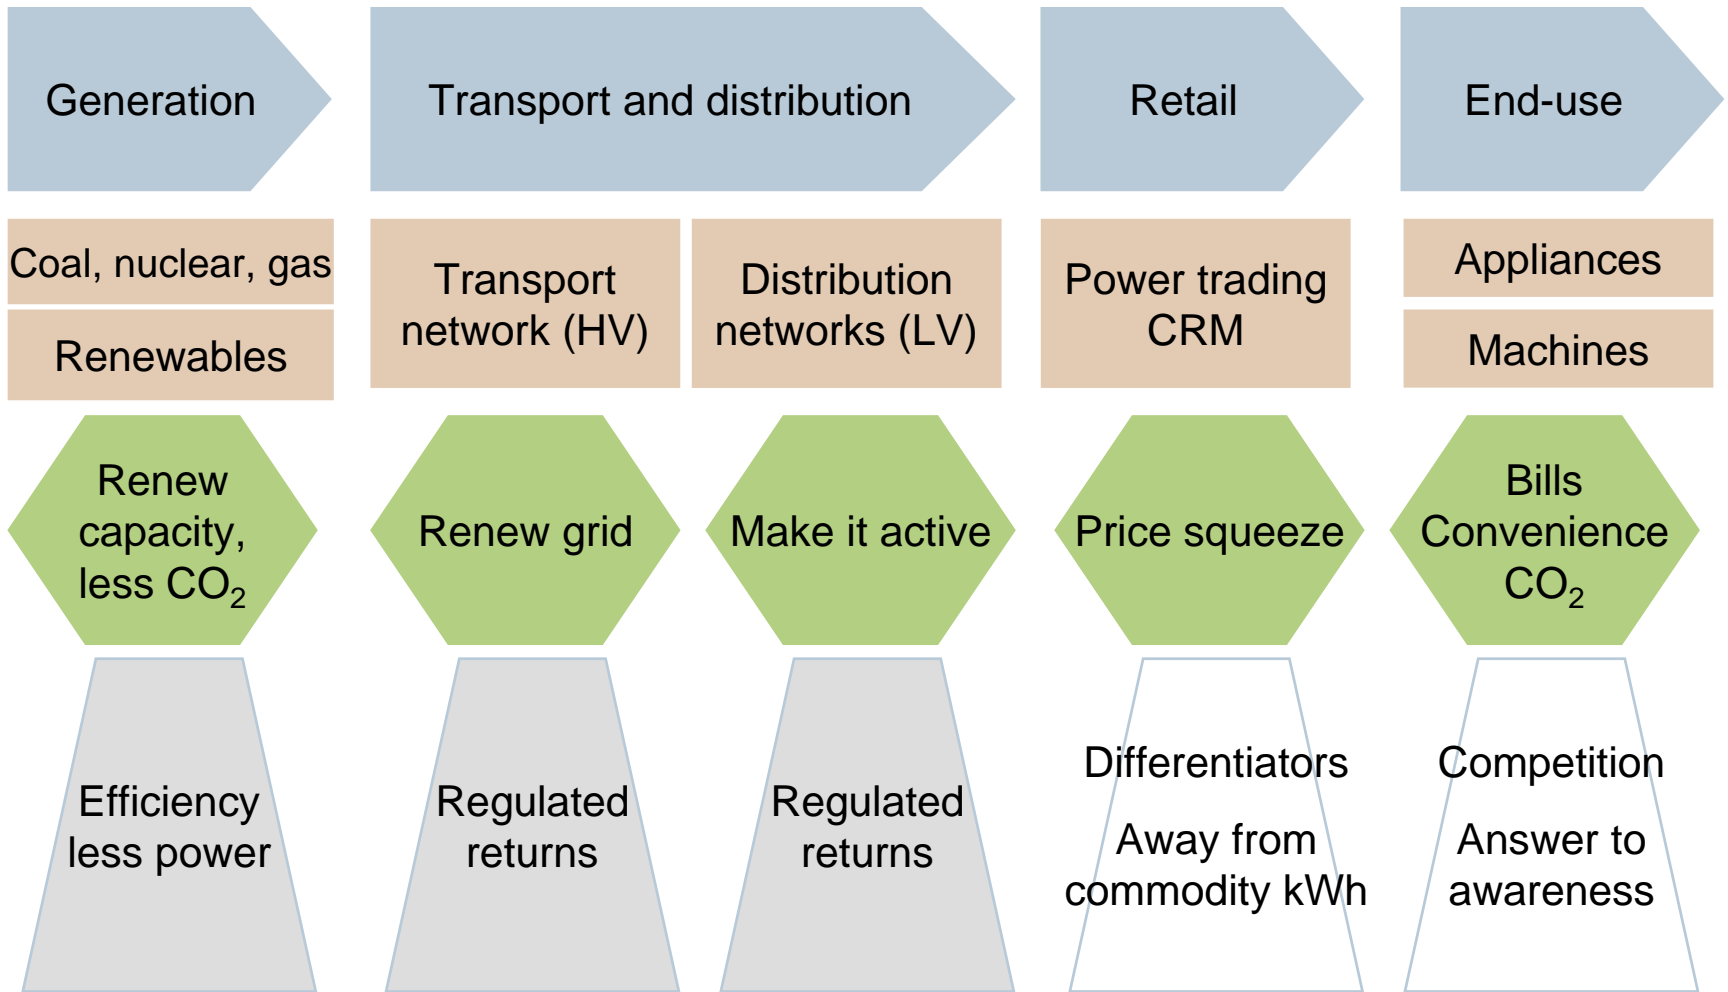 Generation
Transport and distribution
Retail
End-use
Coal, nuclear, gas
Renewables
Transport
network (HV)
Distribution
networks (LV)
Power trading
CRM
Appliances
Machines
Renew
capacity,
less CO₂
Renew grid
Make it active
Price squeeze
Bills
Convenience
CO₂
Efficiency
less power
Regulated
returns
Regulated
returns
Differentiators
Away from
commodity kWh
Competition
Answer to
awareness